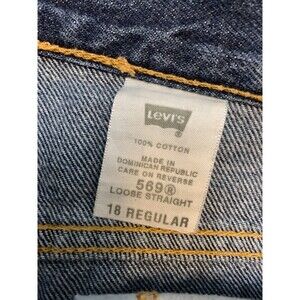 Levi's
®
100% COTTON
MADE IN
DOMINICAN REPUBLIC
CARE ON REVERSE
569®
LOOSE STRAIGHT
18 REGULAR